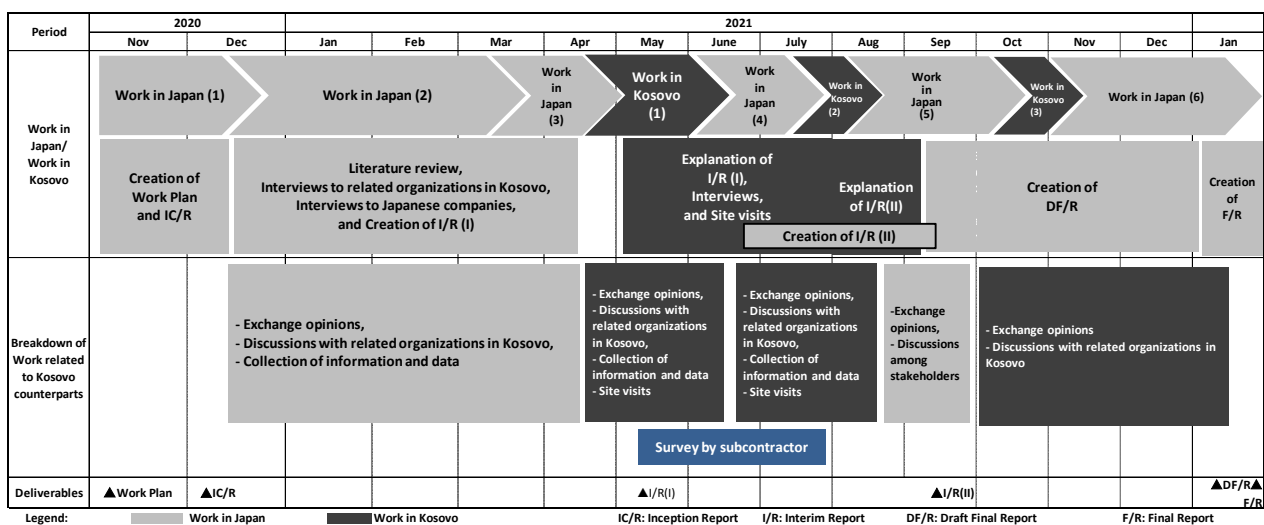 Period
2020
2021
Nov
Dec
Jan
Feb
Mar
Apr
May
June
July
Aug
Sep
Oct
Nov
Dec
Jan
Work in
Japan/
Work in
Kosovo
Work in Japan (1)
Work in Japan (2)
Work
in
Japan
(3)
Work in
Kosovo
(1)
Work
in
Japan
(4)
Work in
Kosovo
(2)
Work
in
Japan
(5)
Work in
Kosovo
(3)
Work in Japan (6)
Creation of
Work Plan
and IC/R
Literature review,
Interviews to related organizations in Kosovo,
Interviews to Japanese companies,
and Creation of I/R (I)
Explanation of
I/R (I),
Interviews,
and Site visits
Explanation
of I/R(II)
Creation of I/R (II)
Creation of
DF/R
Creation
of
F/R
Breakdown of
Work related
to Kosovo
counterparts
- Exchange opinions,
- Discussions with related organizations in Kosovo,
- Collection of information and data
- Exchange opinions,
- Discussions with
related organizations
in Kosovo,
- Collection of
information and data
- Site visits
- Exchange opinions,
- Discussions with
related organizations
in Kosovo,
- Collection of
information and data
- Site visits
-Exchange
opinions,
- Discussions
among
stakeholders
- Exchange opinions
- Discussions with related organizations in
Kosovo
Survey by subcontractor
Deliverables
▲Work Plan
▲IC/R
▲I/R(I)
▲I/R(II)
▲DF/R▲
F/R
Legend:
Work in Japan
Work in Kosovo
IC/R: Inception Report
I/R: Interim Report
DF/R: Draft Final Report
F/R: Final Report